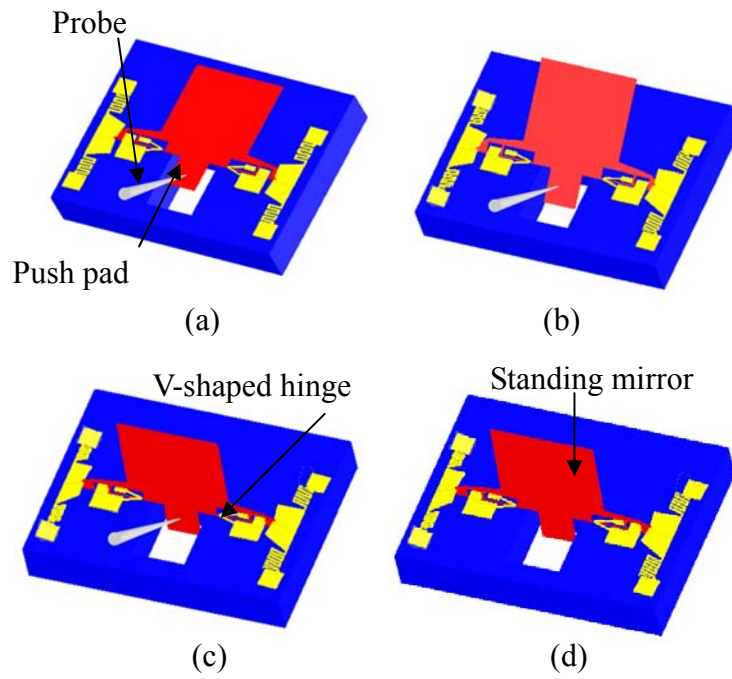 Probe
Push pad
(a)
(b)
V-shaped hinge
Standing mirror
(c)
(d)